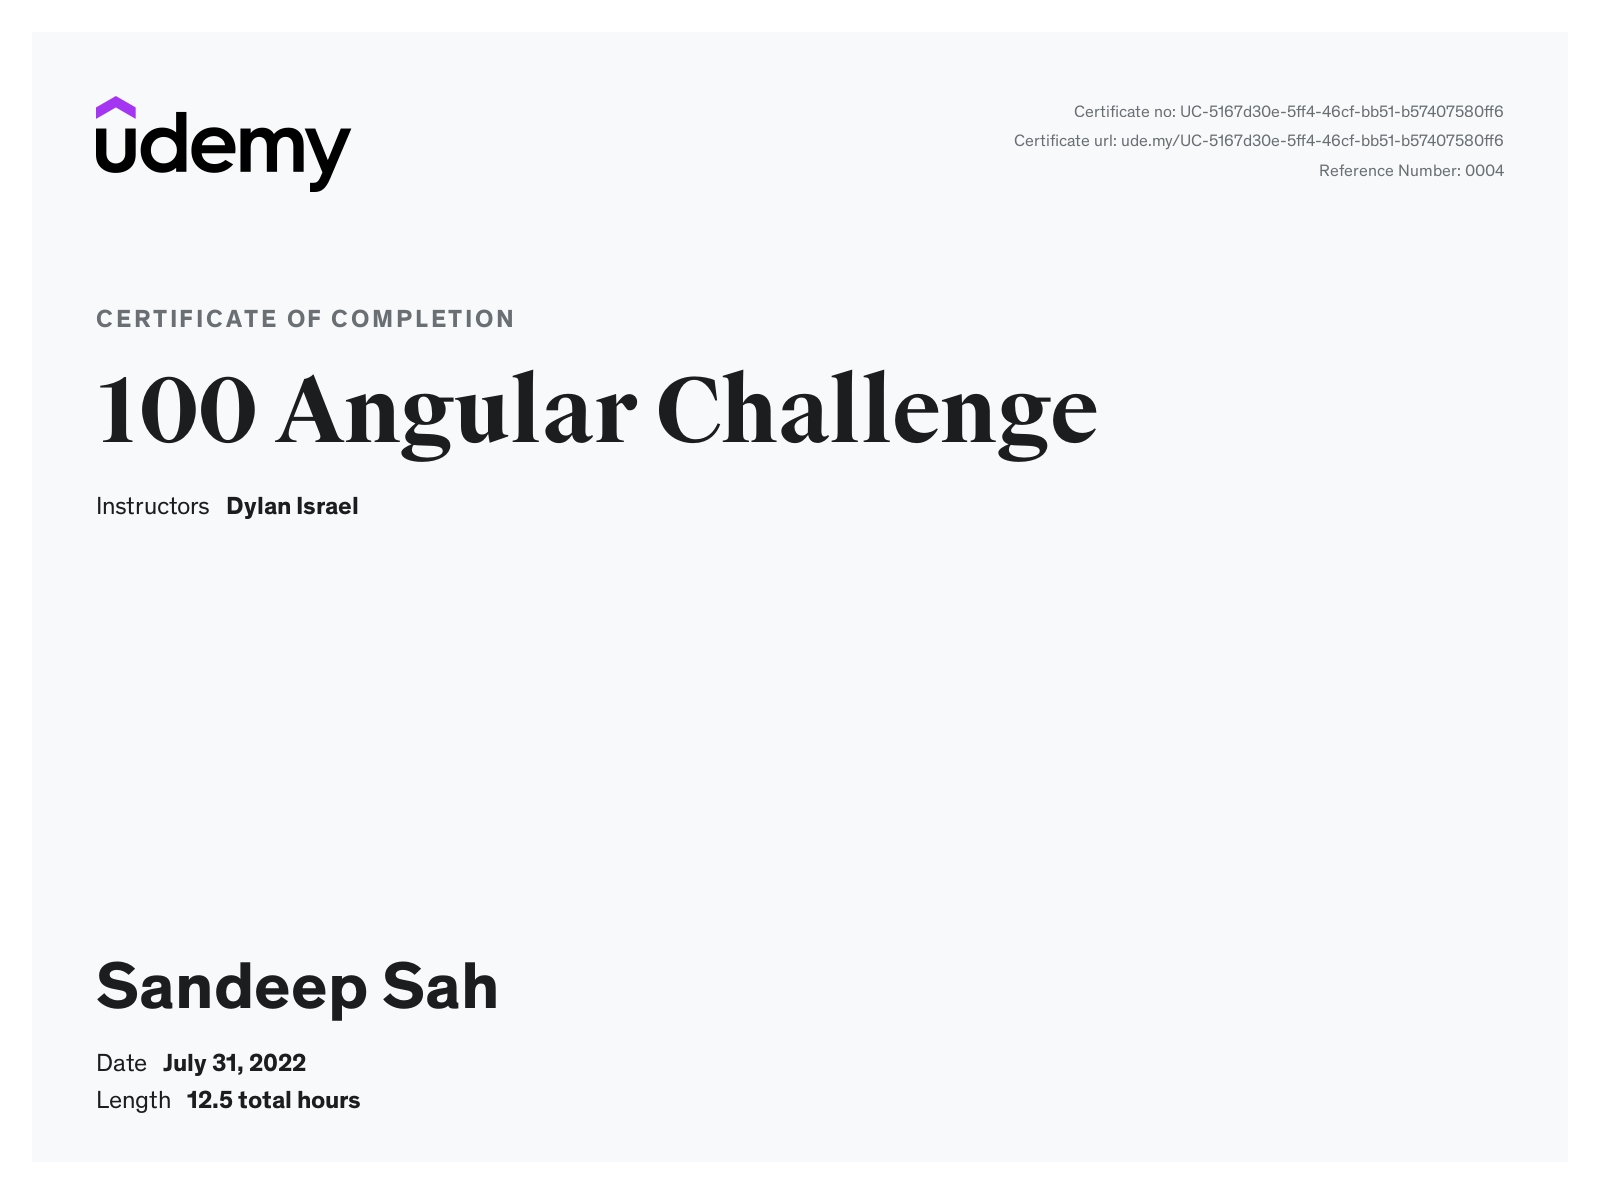 udemy
Certificate no: UC-5167d30e-5ff4-46cf-bb51-b57407580ff6
Certificate url: ude.my/UC-5167d30e-5ff4-46cf-bb51-b57407580ff6
Reference Number: 0004
CERTIFICATE OF COMPLETION
100 Angular Challenge
Instructors Dylan Israel
Sandeep Sah
Date July 31, 2022
Length 12.5 total hours